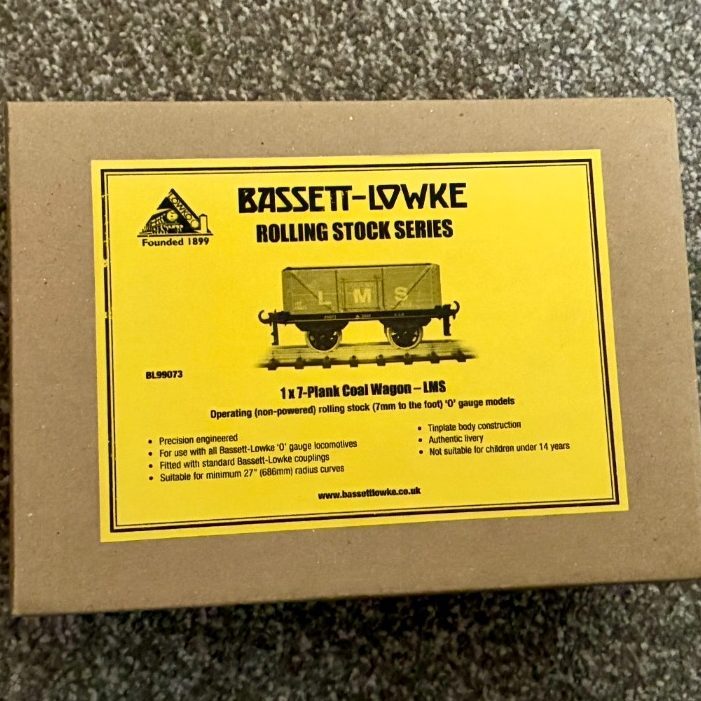 BASSETT-LOWKE
ROLLING STOCK SERIES
LOWKO
Founded 1899
L M S
BL99073
1 x 7-Plank Coal Wagon – LMS
Operating (non-powered) rolling stock (7mm to the foot) 'O' gauge models
• Precision engineered
• For use with all Bassett-Lowke 'O' gauge locomotives
• Fitted with standard Bassett-Lowke couplings
• Suitable for minimum 27" (686mm) radius curves
• Tinplate body construction
• Authentic livery
• Not suitable for children under 14 years
www.bassettlowke.co.uk